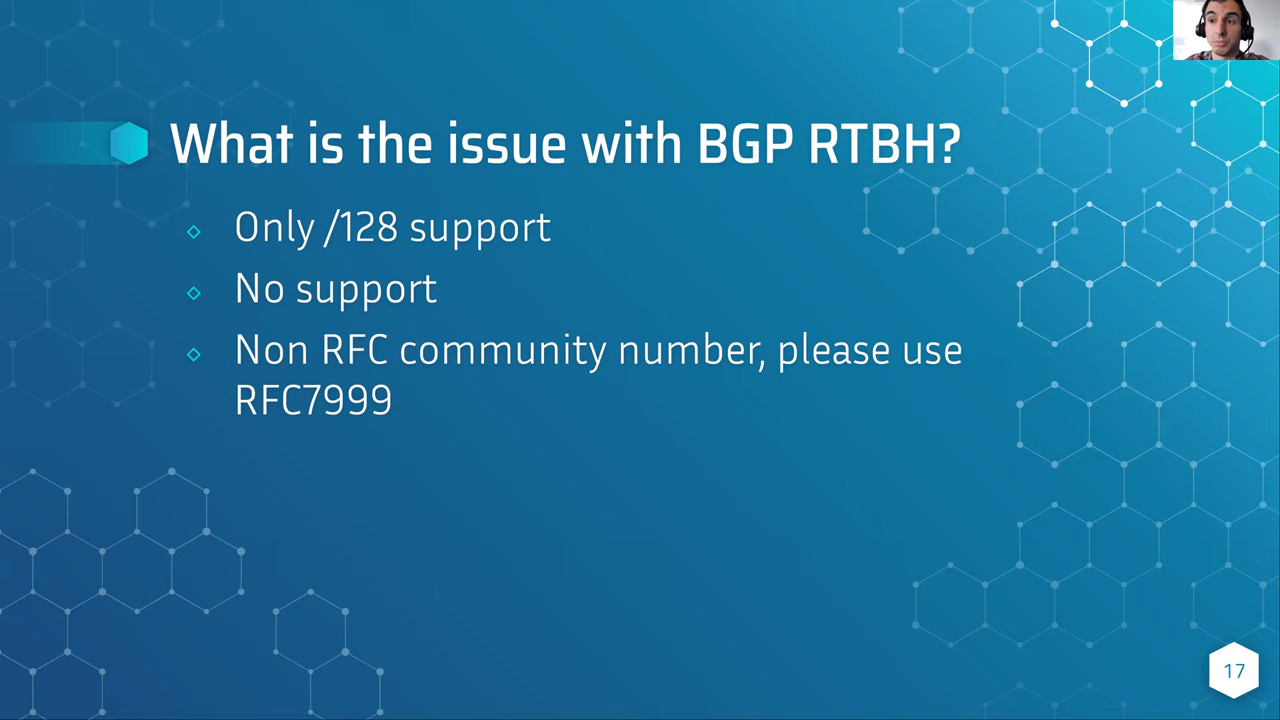 What is the issue with BGP RTBH?
Only /128 support
No support
Non RFC community number, please use
RFC7999
17